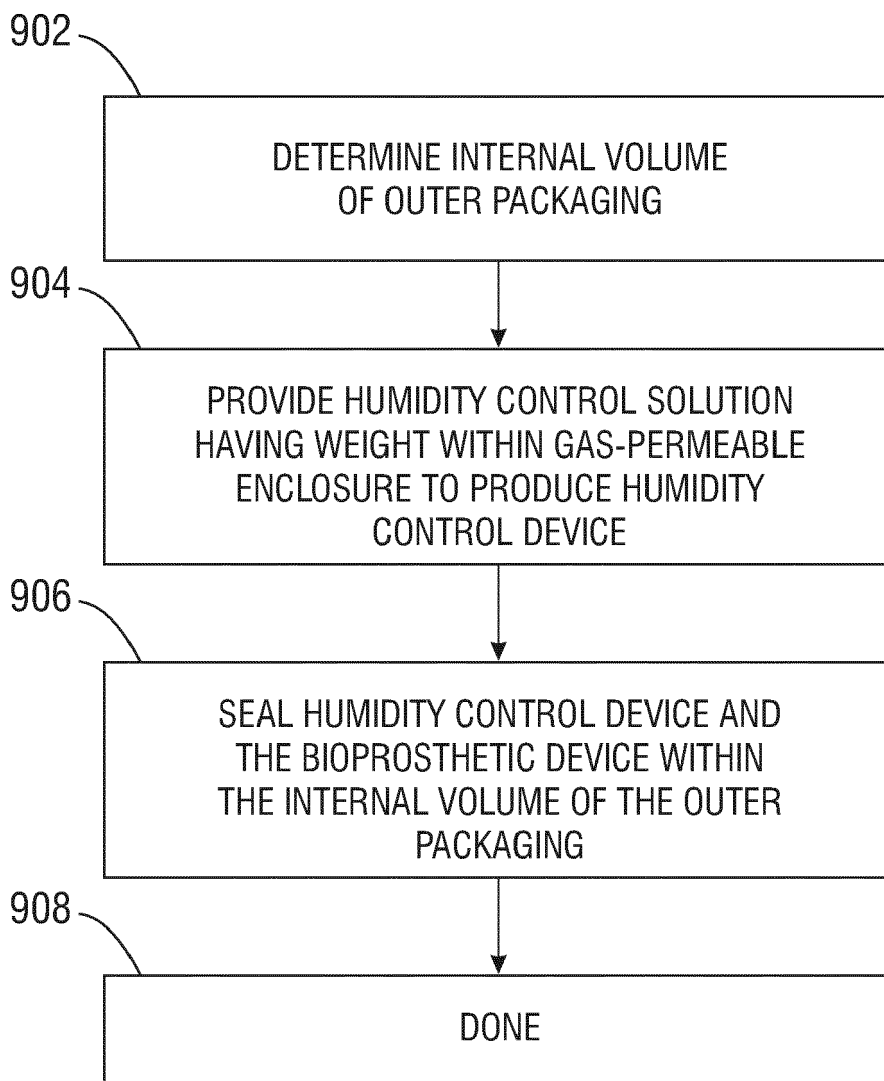 902
DETERMINE INTERNAL VOLUME
OF OUTER PACKAGING
904
PROVIDE HUMIDITY CONTROL SOLUTION
HAVING WEIGHT WITHIN GAS-PERMEABLE
ENCLOSURE TO PRODUCE HUMIDITY
CONTROL DEVICE
906
SEAL HUMIDITY CONTROL DEVICE AND
THE BIOPROSTHETIC DEVICE WITHIN
THE INTERNAL VOLUME OF THE OUTER
PACKAGING
908
DONE